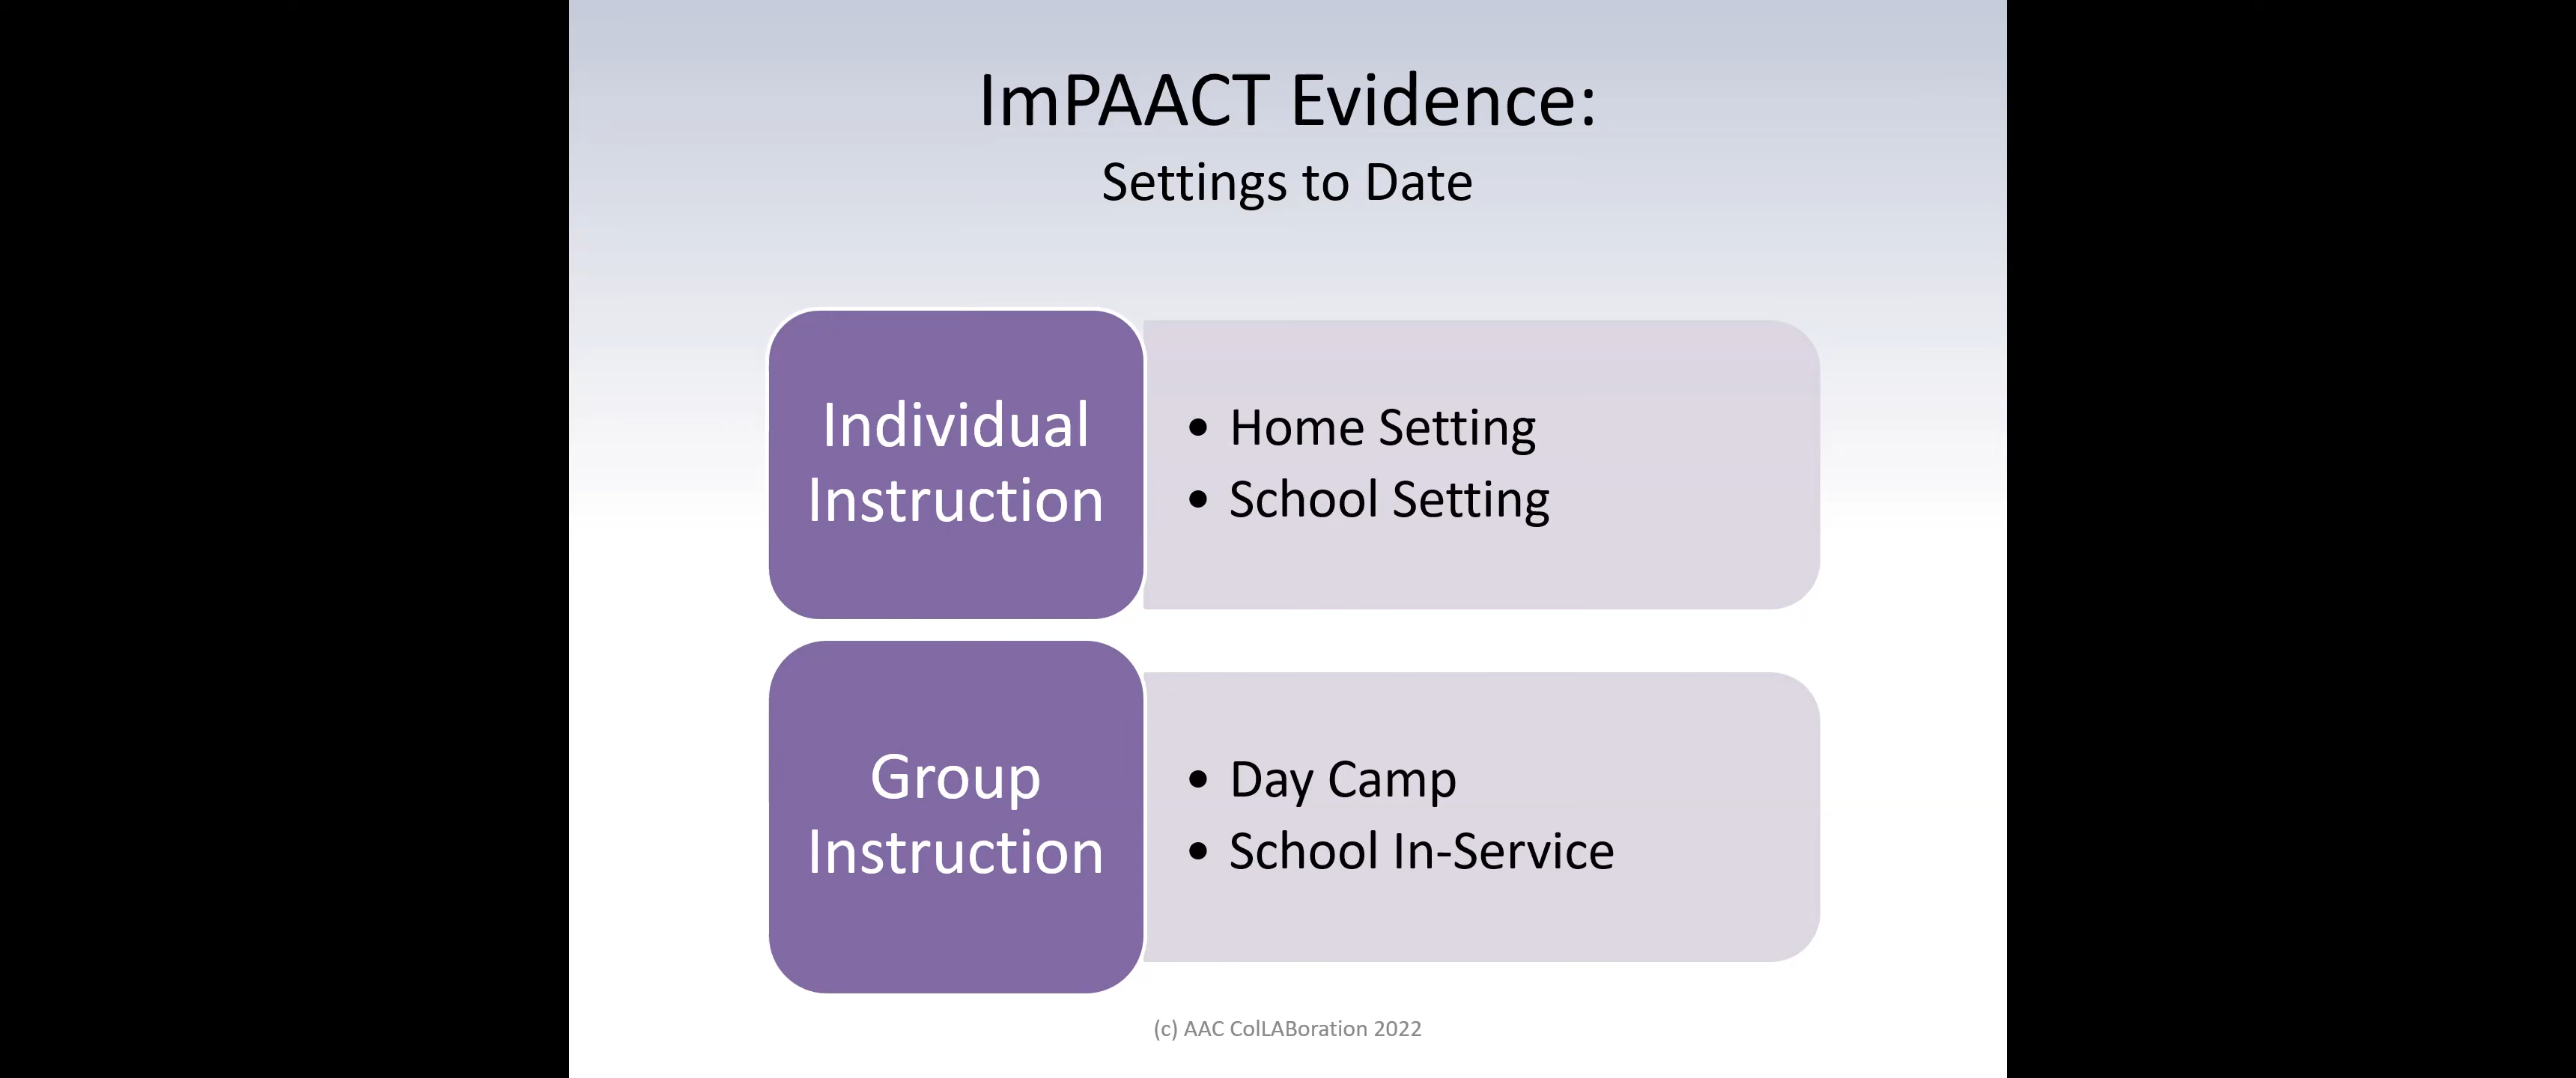 ImPAACT Evidence:
Settings to Date
Individual
Instruction
• Home Setting
• School Setting
Group
Instruction
• Day Camp
• School In-Service
(c) AAC ColLABoration 2022